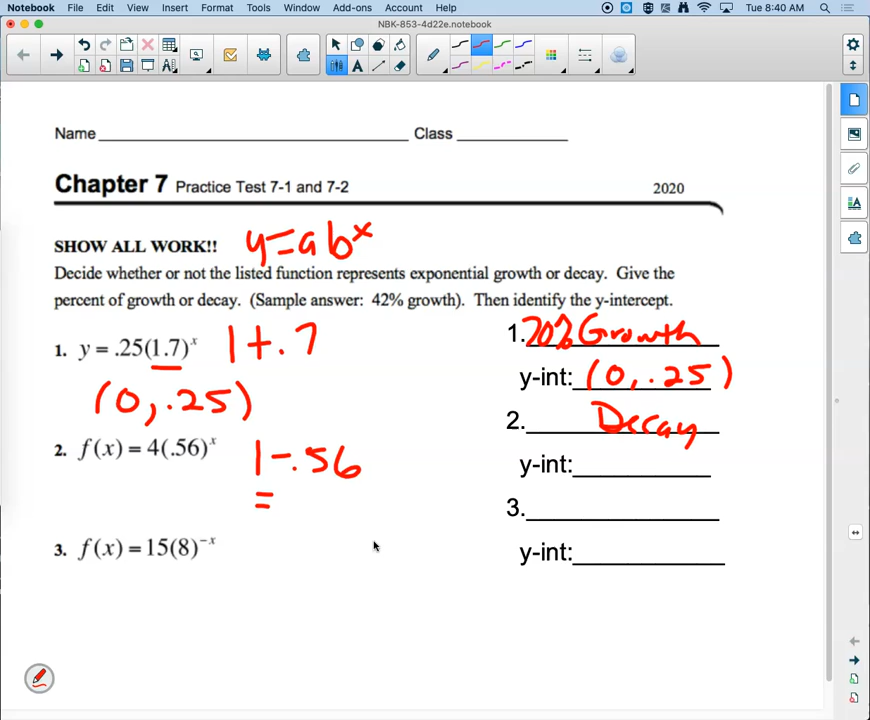 Notebook File Edit View Insert Format Tools Window Add-ons Account Help Tue 8:40 AM
NBK-853-4d22e.notebook
Name Class
Chapter 7 Practice Test 7-1 and 7-2 2020
SHOW ALL WORK!! y=ab^x
Decide whether or not the listed function represents exponential growth or decay. Give the
percent of growth or decay. (Sample answer: 42% growth). Then identify the y-intercept.
1. y = .25(1.7)^x 1+.7 1. 70% Growth
(0,.25) y-int: (0,.25)
2. Decay
2. f(x) = 4(.56)^x 1-.56 y-int:
=
3.
3. f(x) = 15(8)^-x y-int: